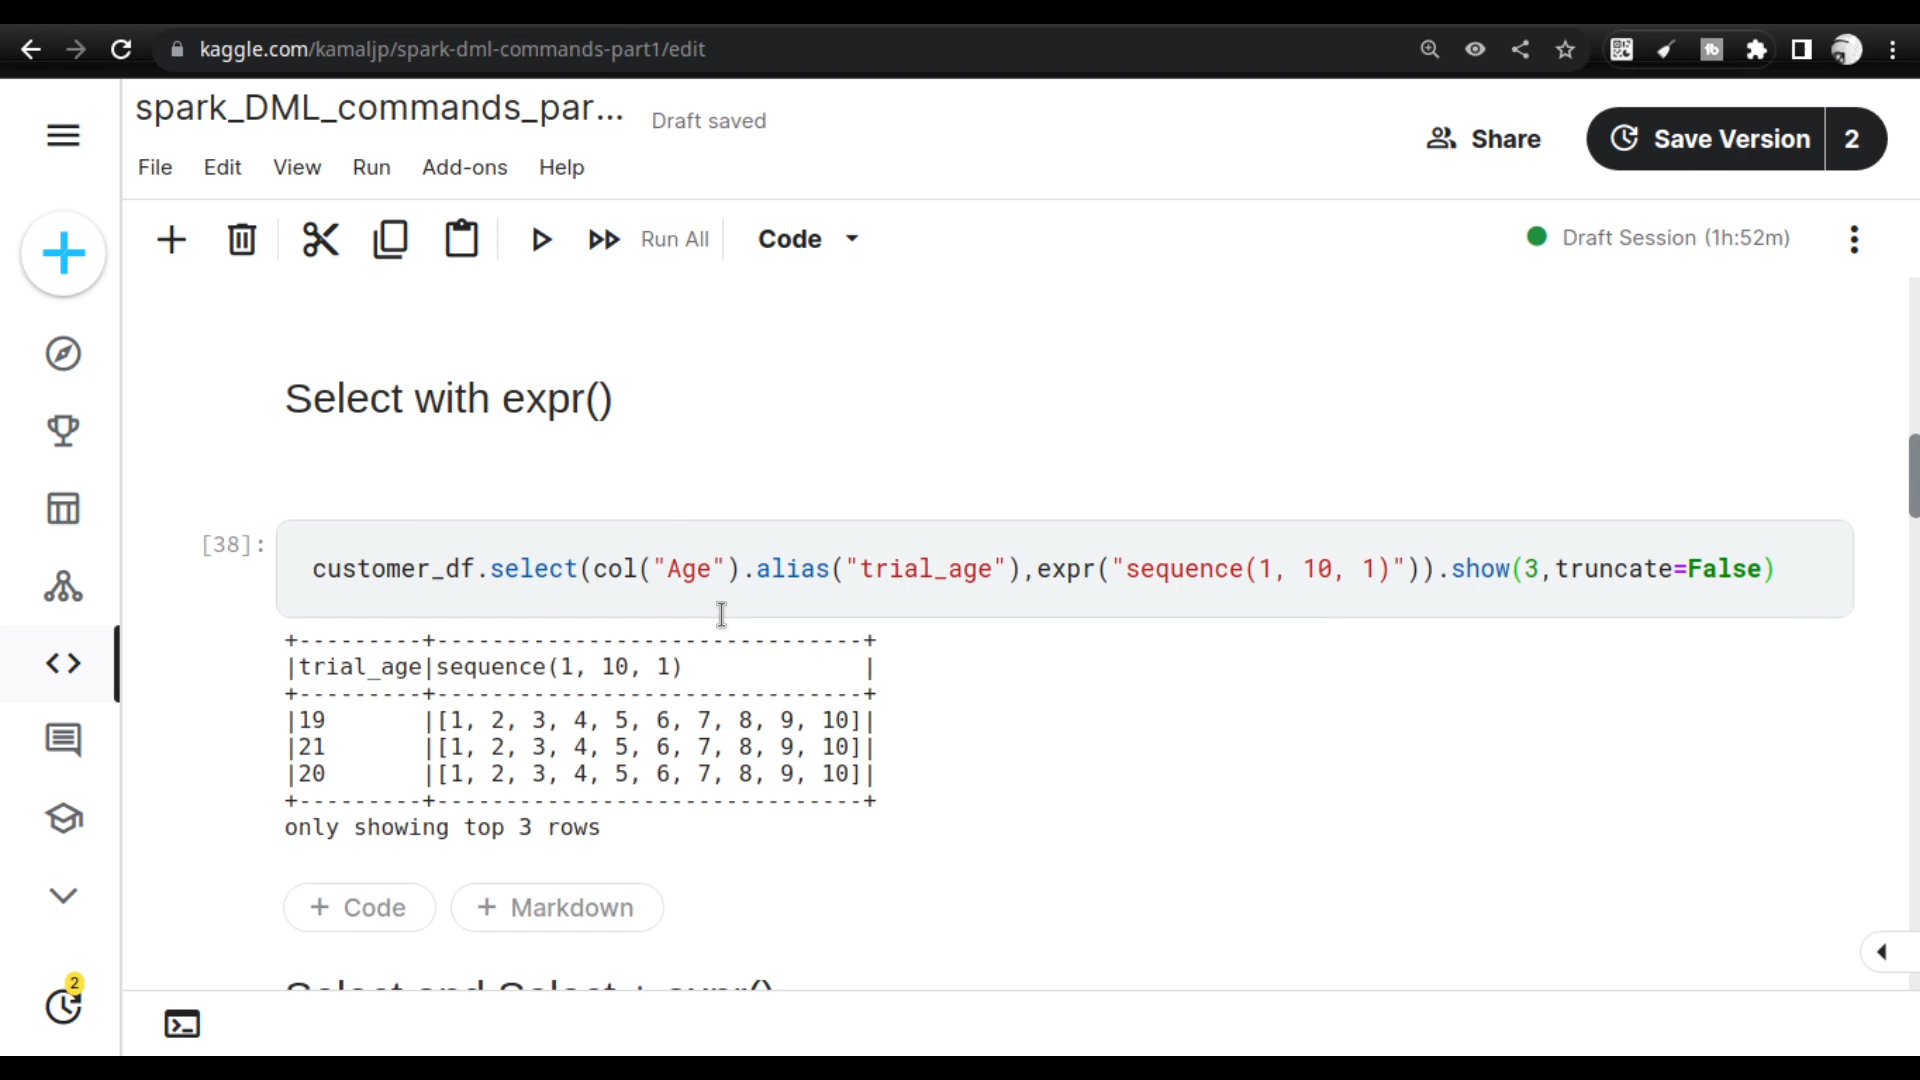 kaggle.com/kamaljp/spark-dml-commands-part1/edit
spark_DML_commands_par... Draft saved
File Edit View Run Add-ons Help
Share
Save Version 2
Run All Code
Draft Session (1h:52m)
Select with expr()
[38]: customer_df.select(col("Age").alias("trial_age"),expr("sequence(1, 10, 1)")).show(3,truncate=False)
+---------+-------------------------------+
|trial_age|sequence(1, 10, 1)             |
+---------+-------------------------------+
|19       |[1, 2, 3, 4, 5, 6, 7, 8, 9, 10]|
|21       |[1, 2, 3, 4, 5, 6, 7, 8, 9, 10]|
|20       |[1, 2, 3, 4, 5, 6, 7, 8, 9, 10]|
+---------+-------------------------------+
only showing top 3 rows
+ Code + Markdown
Select and Select + expr()
2